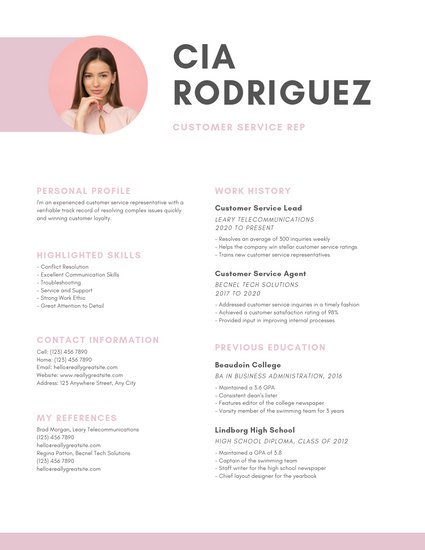 CIA
RODRIGUEZ
CUSTOMER SERVICE REP
PERSONAL PROFILE
I'm an experienced customer service representative with a
verifiable track record of resolving complex issues quickly
and winning customer loyalty.
HIGHLIGHTED SKILLS
- Conflict Resolution
- Excellent Communication Skills
- Troubleshooting
- Service and Support
- Strong Work Ethic
- Great Attention to Detail
CONTACT INFORMATION
Cell: (123) 456 7890
Home: (123) 456 7890
Email: hello@reallygreatsite.com
Website: www.reallygreatsite.com
Address: 123 Anywhere Street, Any City
MY REFERENCES
Brad Morgan, Leary Telecommunications
(123) 456 7890
hello@reallygreatsite.com
Regina Patton, Becnel Tech Solutions
(123) 456 7890
hello@reallygreatsite.com
WORK HISTORY
Customer Service Lead
LEARY TELECOMMUNICATIONS
2020 TO PRESENT
- Resolves an average of 300 inquiries weekly
- Helps the company win stellar customer service ratings
- Trains new customer service representatives
Customer Service Agent
BECNEL TECH SOLUTIONS
2017 TO 2020
- Addressed customer service inquiries in a timely fashion
- Achieved a customer satisfaction rating of 98%
- Provided input in improving internal processes
PREVIOUS EDUCATION
Beaudoin College
BA IN BUSINESS ADMINISTRATION, 2016
- Maintained a 3.6 GPA
- Consistent dean's lister
- Features editor of the college newspaper
- Varsity member of the swimming team for 3 years
Lindborg High School
HIGH SCHOOL DIPLOMA, CLASS OF 2012
- Maintained a GPA of 3.8
- Captain of the swimming team
- Staff writer for the high school newspaper
- Chief layout designer for the yearbook